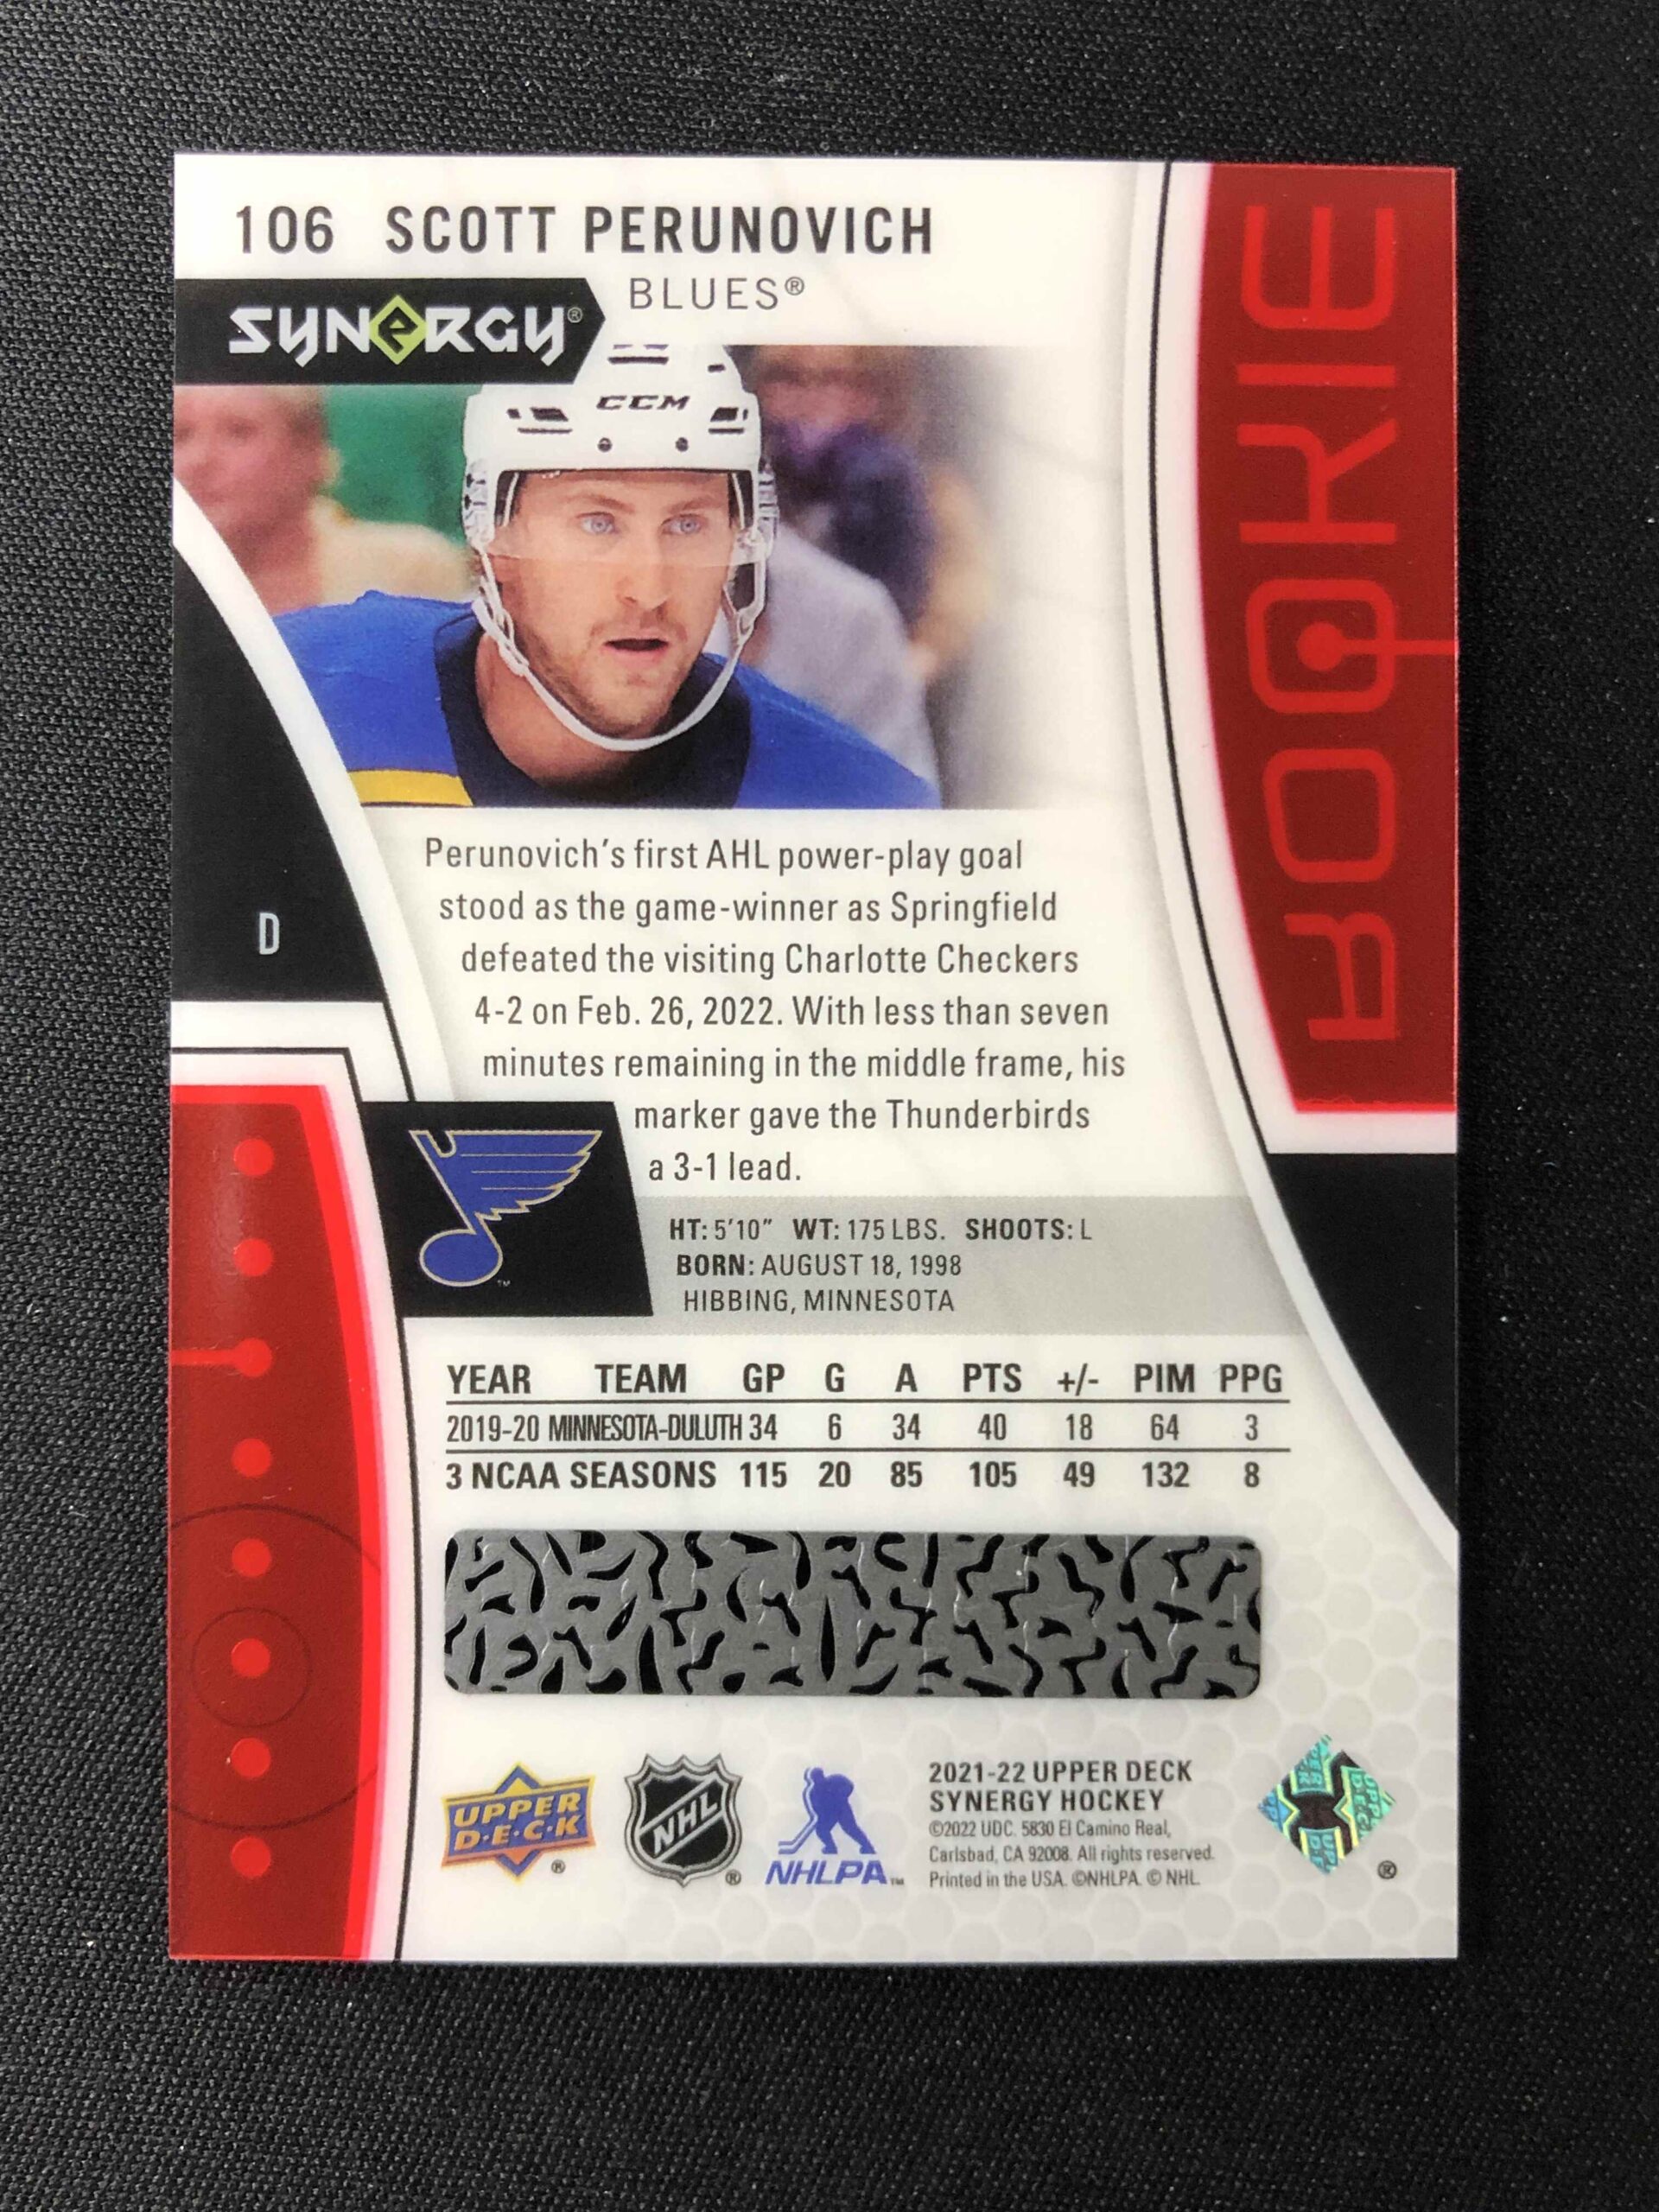 106 SCOTT PERUNOVICH
BLUES®
SYNERGY®
CCM
ROOKIE
Perunovich's first AHL power-play goal
stood as the game-winner as Springfield
defeated the visiting Charlotte Checkers
4-2 on Feb. 26, 2022. With less than seven
minutes remaining in the middle frame, his
marker gave the Thunderbirds
a 3-1 lead.
D
TM
HT: 5'10" WT: 175 LBS. SHOOTS: L
BORN: AUGUST 18, 1998
HIBBING, MINNESOTA
YEAR TEAM GP G A PTS +/- PIM PPG
2019-20 MINNESOTA-DULUTH 34 6 34 40 18 64 3
3 NCAA SEASONS 115 20 85 105 49 132 8
UPPER
D·E·C·K
®
NHL
®
NHLPA™
2021-22 UPPER DECK
SYNERGY HOCKEY
©2022 UDC. 5830 El Camino Real,
Carlsbad, CA 92008. All rights reserved.
Printed in the USA. ©NHLPA. © NHL.
®